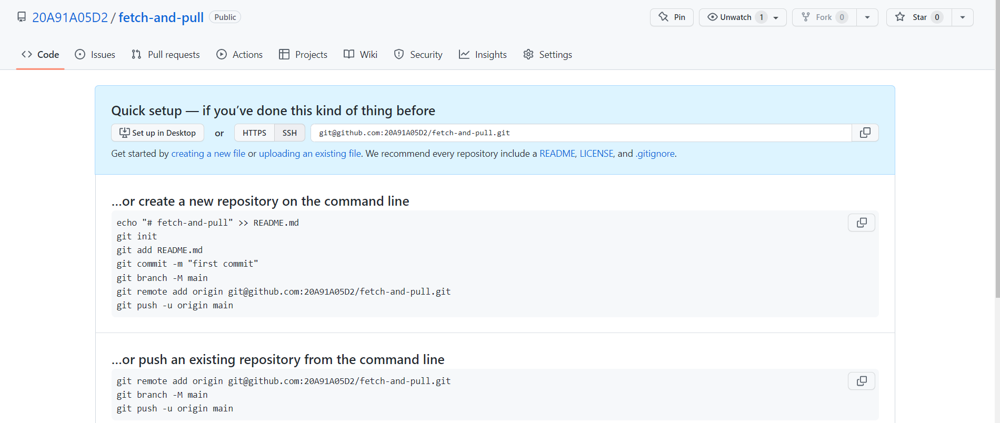 20A91A05D2 / fetch-and-pull Public Pin Unwatch 1 Fork 0 Star 0
Code Issues Pull requests Actions Projects Wiki Security Insights Settings
Quick setup — if you’ve done this kind of thing before
Set up in Desktop or HTTPS SSH git@github.com:20A91A05D2/fetch-and-pull.git
Get started by creating a new file or uploading an existing file. We recommend every repository include a README, LICENSE, and .gitignore.
…or create a new repository on the command line
echo "# fetch-and-pull" >> README.md
git init
git add README.md
git commit -m "first commit"
git branch -M main
git remote add origin git@github.com:20A91A05D2/fetch-and-pull.git
git push -u origin main
…or push an existing repository from the command line
git remote add origin git@github.com:20A91A05D2/fetch-and-pull.git
git branch -M main
git push -u origin main